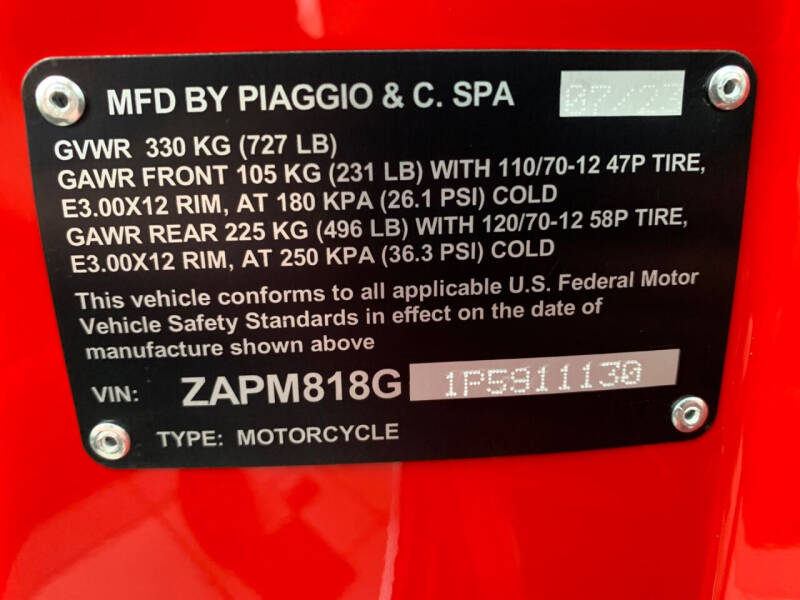 MFD BY PIAGGIO & C. SPA 07/23
GVWR 330 KG (727 LB)
GAWR FRONT 105 KG (231 LB) WITH 110/70-12 47P TIRE,
E3.00X12 RIM, AT 180 KPA (26.1 PSI) COLD
GAWR REAR 225 KG (496 LB) WITH 120/70-12 58P TIRE,
E3.00X12 RIM, AT 250 KPA (36.3 PSI) COLD
This vehicle conforms to all applicable U.S. Federal Motor
Vehicle Safety Standards in effect on the date of
manufacture shown above
VIN: ZAPM818G 1P5911130
TYPE: MOTORCYCLE